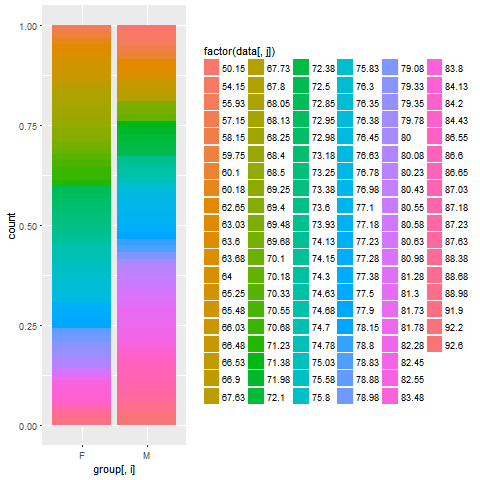 1.00
0.75
0.50
0.25
0.00
count
F M
group[, i]
factor(data[, j])
50.15 67.73 72.38 75.83 79.08 83.8
54.15 67.8 72.5 76.3 79.33 84.13
55.93 68.05 72.85 76.35 79.35 84.2
57.15 68.13 72.95 76.38 79.78 84.43
58.15 68.25 72.98 76.45 80 86.55
59.75 68.4 73.18 76.63 80.08 86.6
60.1 68.5 73.25 76.78 80.23 86.65
60.18 69.25 73.38 76.98 80.43 87.03
62.65 69.4 73.6 77.1 80.55 87.18
63.03 69.48 73.93 77.18 80.58 87.23
63.6 69.68 74.13 77.23 80.63 87.63
63.68 70.1 74.15 77.28 80.98 88.38
64 70.18 74.3 77.38 81.28 88.68
65.25 70.33 74.63 77.5 81.3 88.98
65.48 70.55 74.68 77.9 81.73 91.9
66.03 70.68 74.7 78.15 81.78 92.2
66.48 71.23 74.78 78.8 82.28 92.6
66.53 71.38 75.03 78.83 82.45
66.9 71.98 75.58 78.88 82.55
67.63 72.1 75.8 78.98 83.48